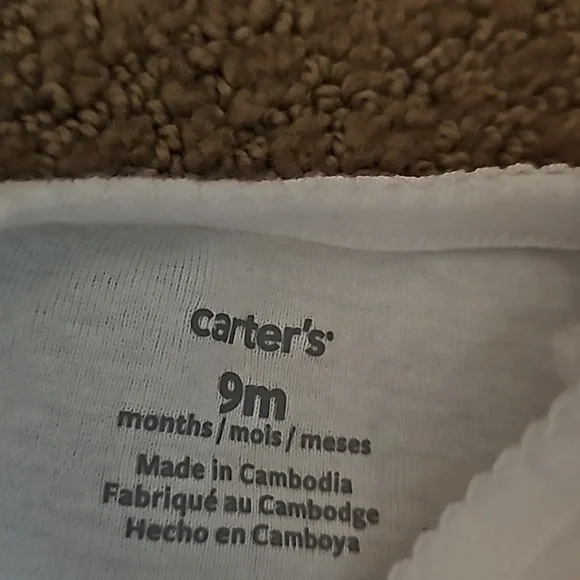 carter's
9m
months / mois / meses
Made in Cambodia
Fabriqué au Cambodge
Hecho en Camboya